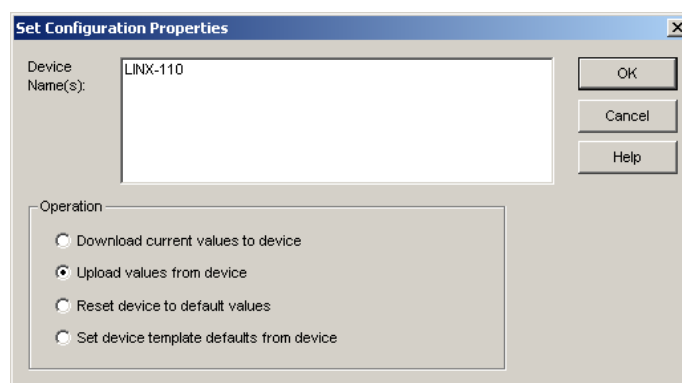 Set Configuration Properties
Device
Name(s):
LINX-110
OK
Cancel
Help
Operation
Download current values to device
Upload values from device
Reset device to default values
Set device template defaults from device